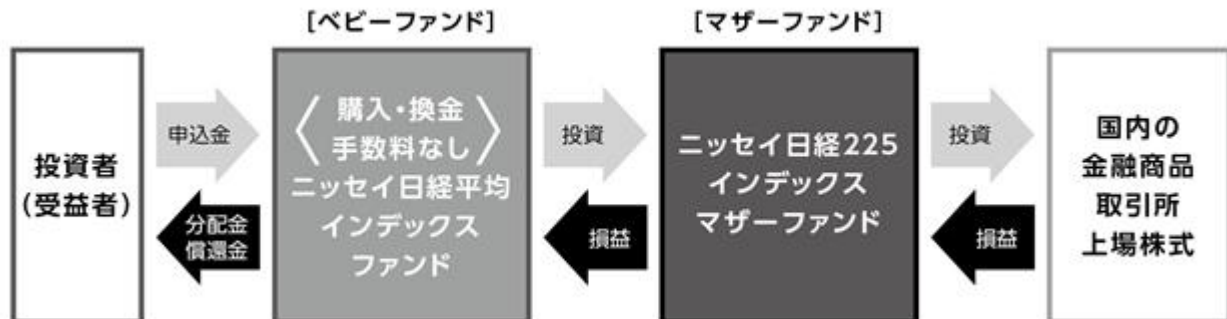 [ベビーファンド]
[マザーファンド]
投資者
(受益者)
申込金
分配金
償還金
〈購入・換金
手数料なし〉
ニッセイ日経平均
インデックス
ファンド
投資
損益
ニッセイ日経225
インデックス
マザーファンド
投資
損益
国内の
金融商品
取引所
上場株式